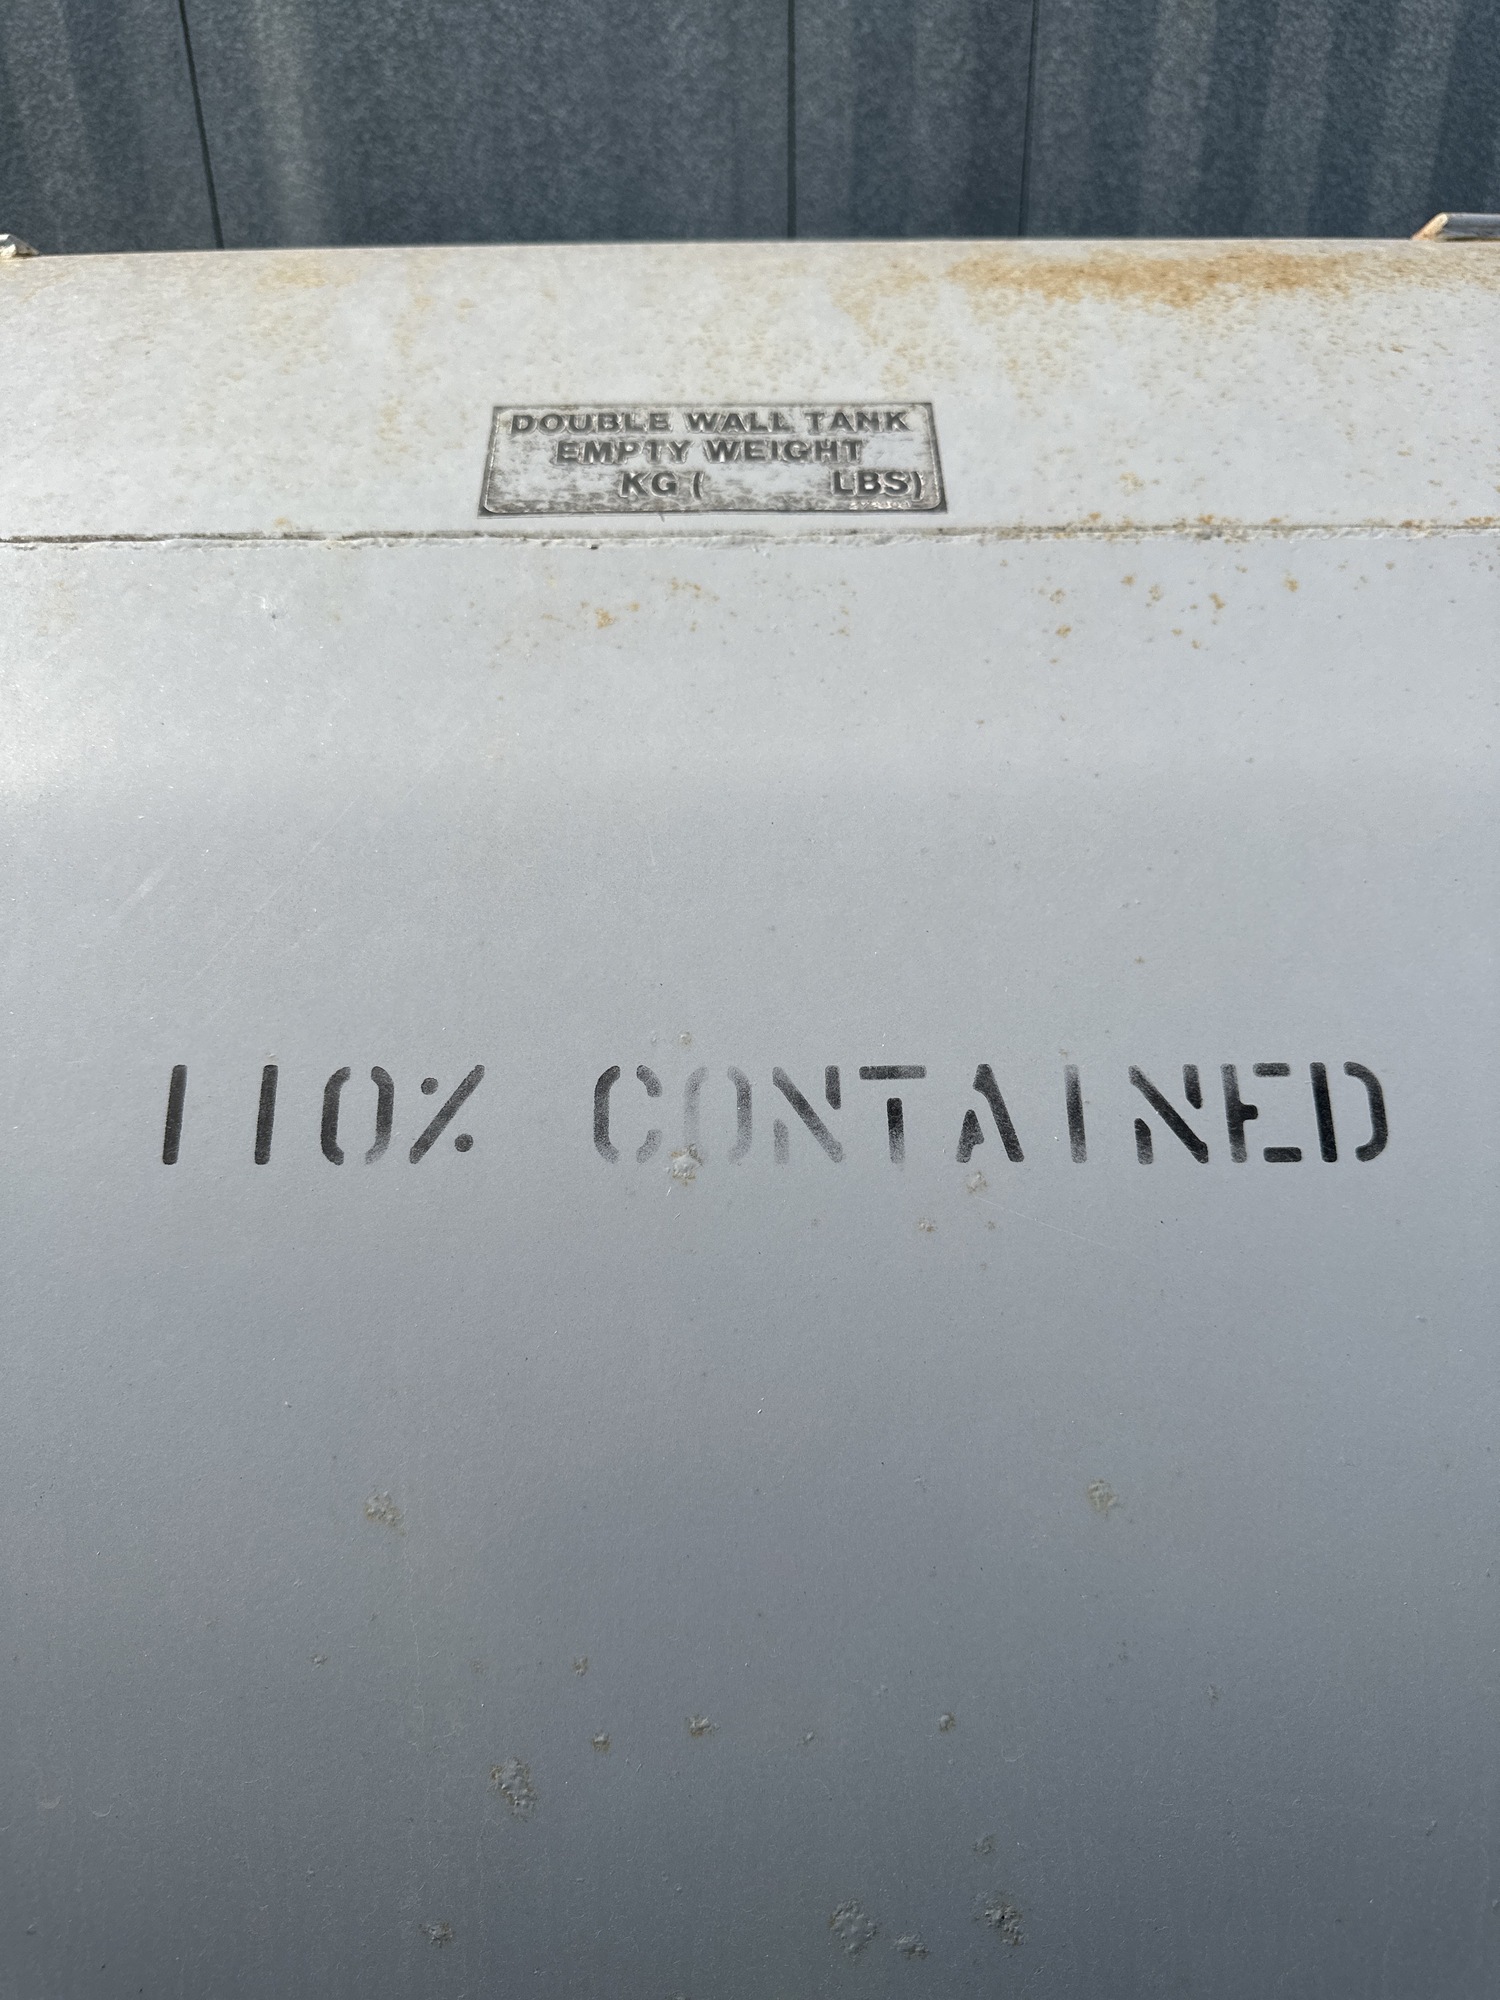 DOUBLE WALL TANK
EMPTY WEIGHT
KG ( LBS)
110% CONTAINED